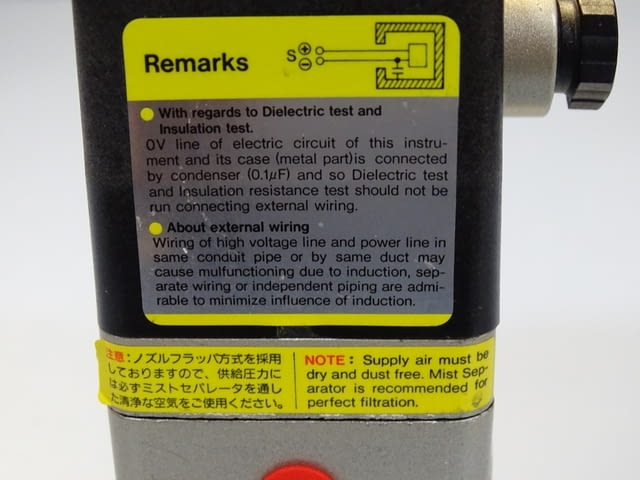 Remarks
S ⊕
⊖
With regards to Dielectric test and
Insulation test.
0V line of electric circuit of this instru-
ment and its case (metal part) is connected
by condenser (0.1μF) and so Dielectric test
and Insulation resistance test should not be
run connecting external wiring.
About external wiring
Wiring of high voltage line and power line in
same conduit pipe or by same duct may
cause mulfunctioning due to induction, sep-
arate wiring or independent piping are admi-
rable to minimize influence of induction.
注意：ノズルフラッパ方式を採用
しておりますので、供給圧力に
は必ずミストセパレータを通し
た清浄な空気をご使用ください。
NOTE : Supply air must be
dry and dust free. Mist Sep-
arator is recommended for
perfect filtration.